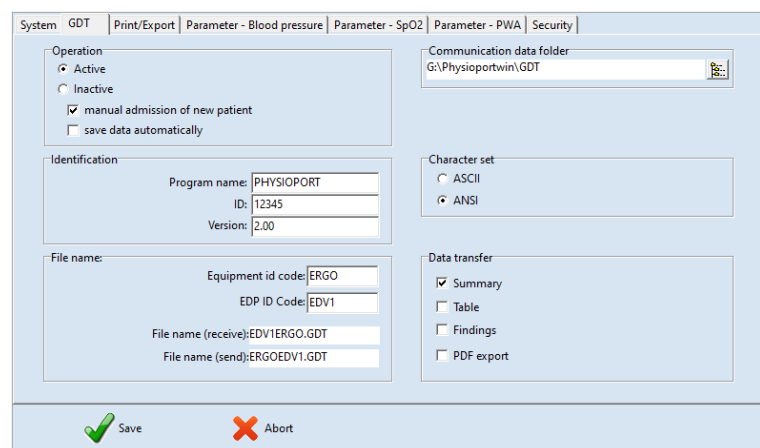 System GDT Print/Export Parameter - Blood pressure Parameter - SpO2 Parameter - PWA Security
Operation
Active
Inactive
manual admission of new patient
save data automatically
Communication data folder
G:\Physioportwin\GDT
Identification
Program name: PHYSIOPORT
ID: 12345
Version: 2.00
Character set
ASCII
ANSI
File name:
Equipment id code: ERGO
EDP ID Code: EDV1
File name (receive):EDV1ERGO.GDT
File name (send):ERGOEDV1.GDT
Data transfer
Summary
Table
Findings
PDF export
Save Abort